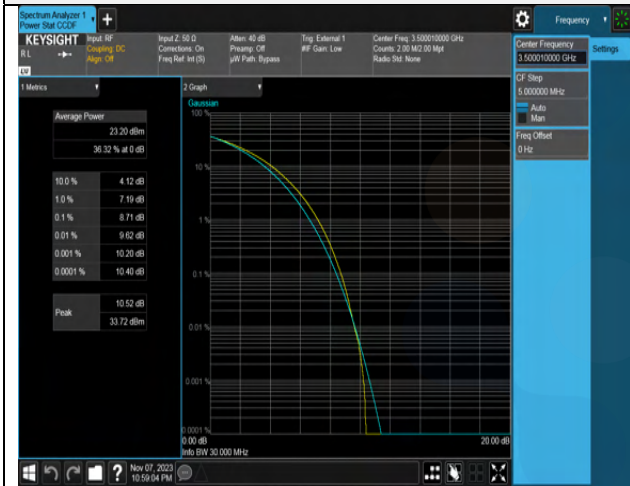 Spectrum Analyzer 1
Power Stat CCDF
Frequency
KEYSIGHT
RL
Input: RF
Coupling: DC
Align: Off
Input Z: 50 Ω
Corrections: On
Freq Ref: Int (S)
Atten: 40 dB
Preamp: Off
µW Path: Bypass
Trig: External 1
#IF Gain: Low
Center Freq: 3.500010000 GHz
Counts: 2.00 M/2.00 Mpt
Radio Std: None
Center Frequency
3.500010000 GHz
Settings
CF Step
5.000000 MHz
Auto
Man
Freq Offset
0 Hz
1 Metrics
Average Power
23.20 dBm
36.32 % at 0 dB
10.0 % 4.12 dB
1.0 % 7.19 dB
0.1 % 8.71 dB
0.01 % 9.62 dB
0.001 % 10.20 dB
0.0001 % 10.40 dB
Peak
10.52 dB
33.72 dBm
2 Graph
Gaussian
100 %
10 %
1 %
0.1 %
0.01 %
0.001 %
0.0001 %
0.00 dB 20.00 dB
Info BW 30.000 MHz
?
Nov 07, 2023
10:59:04 PM